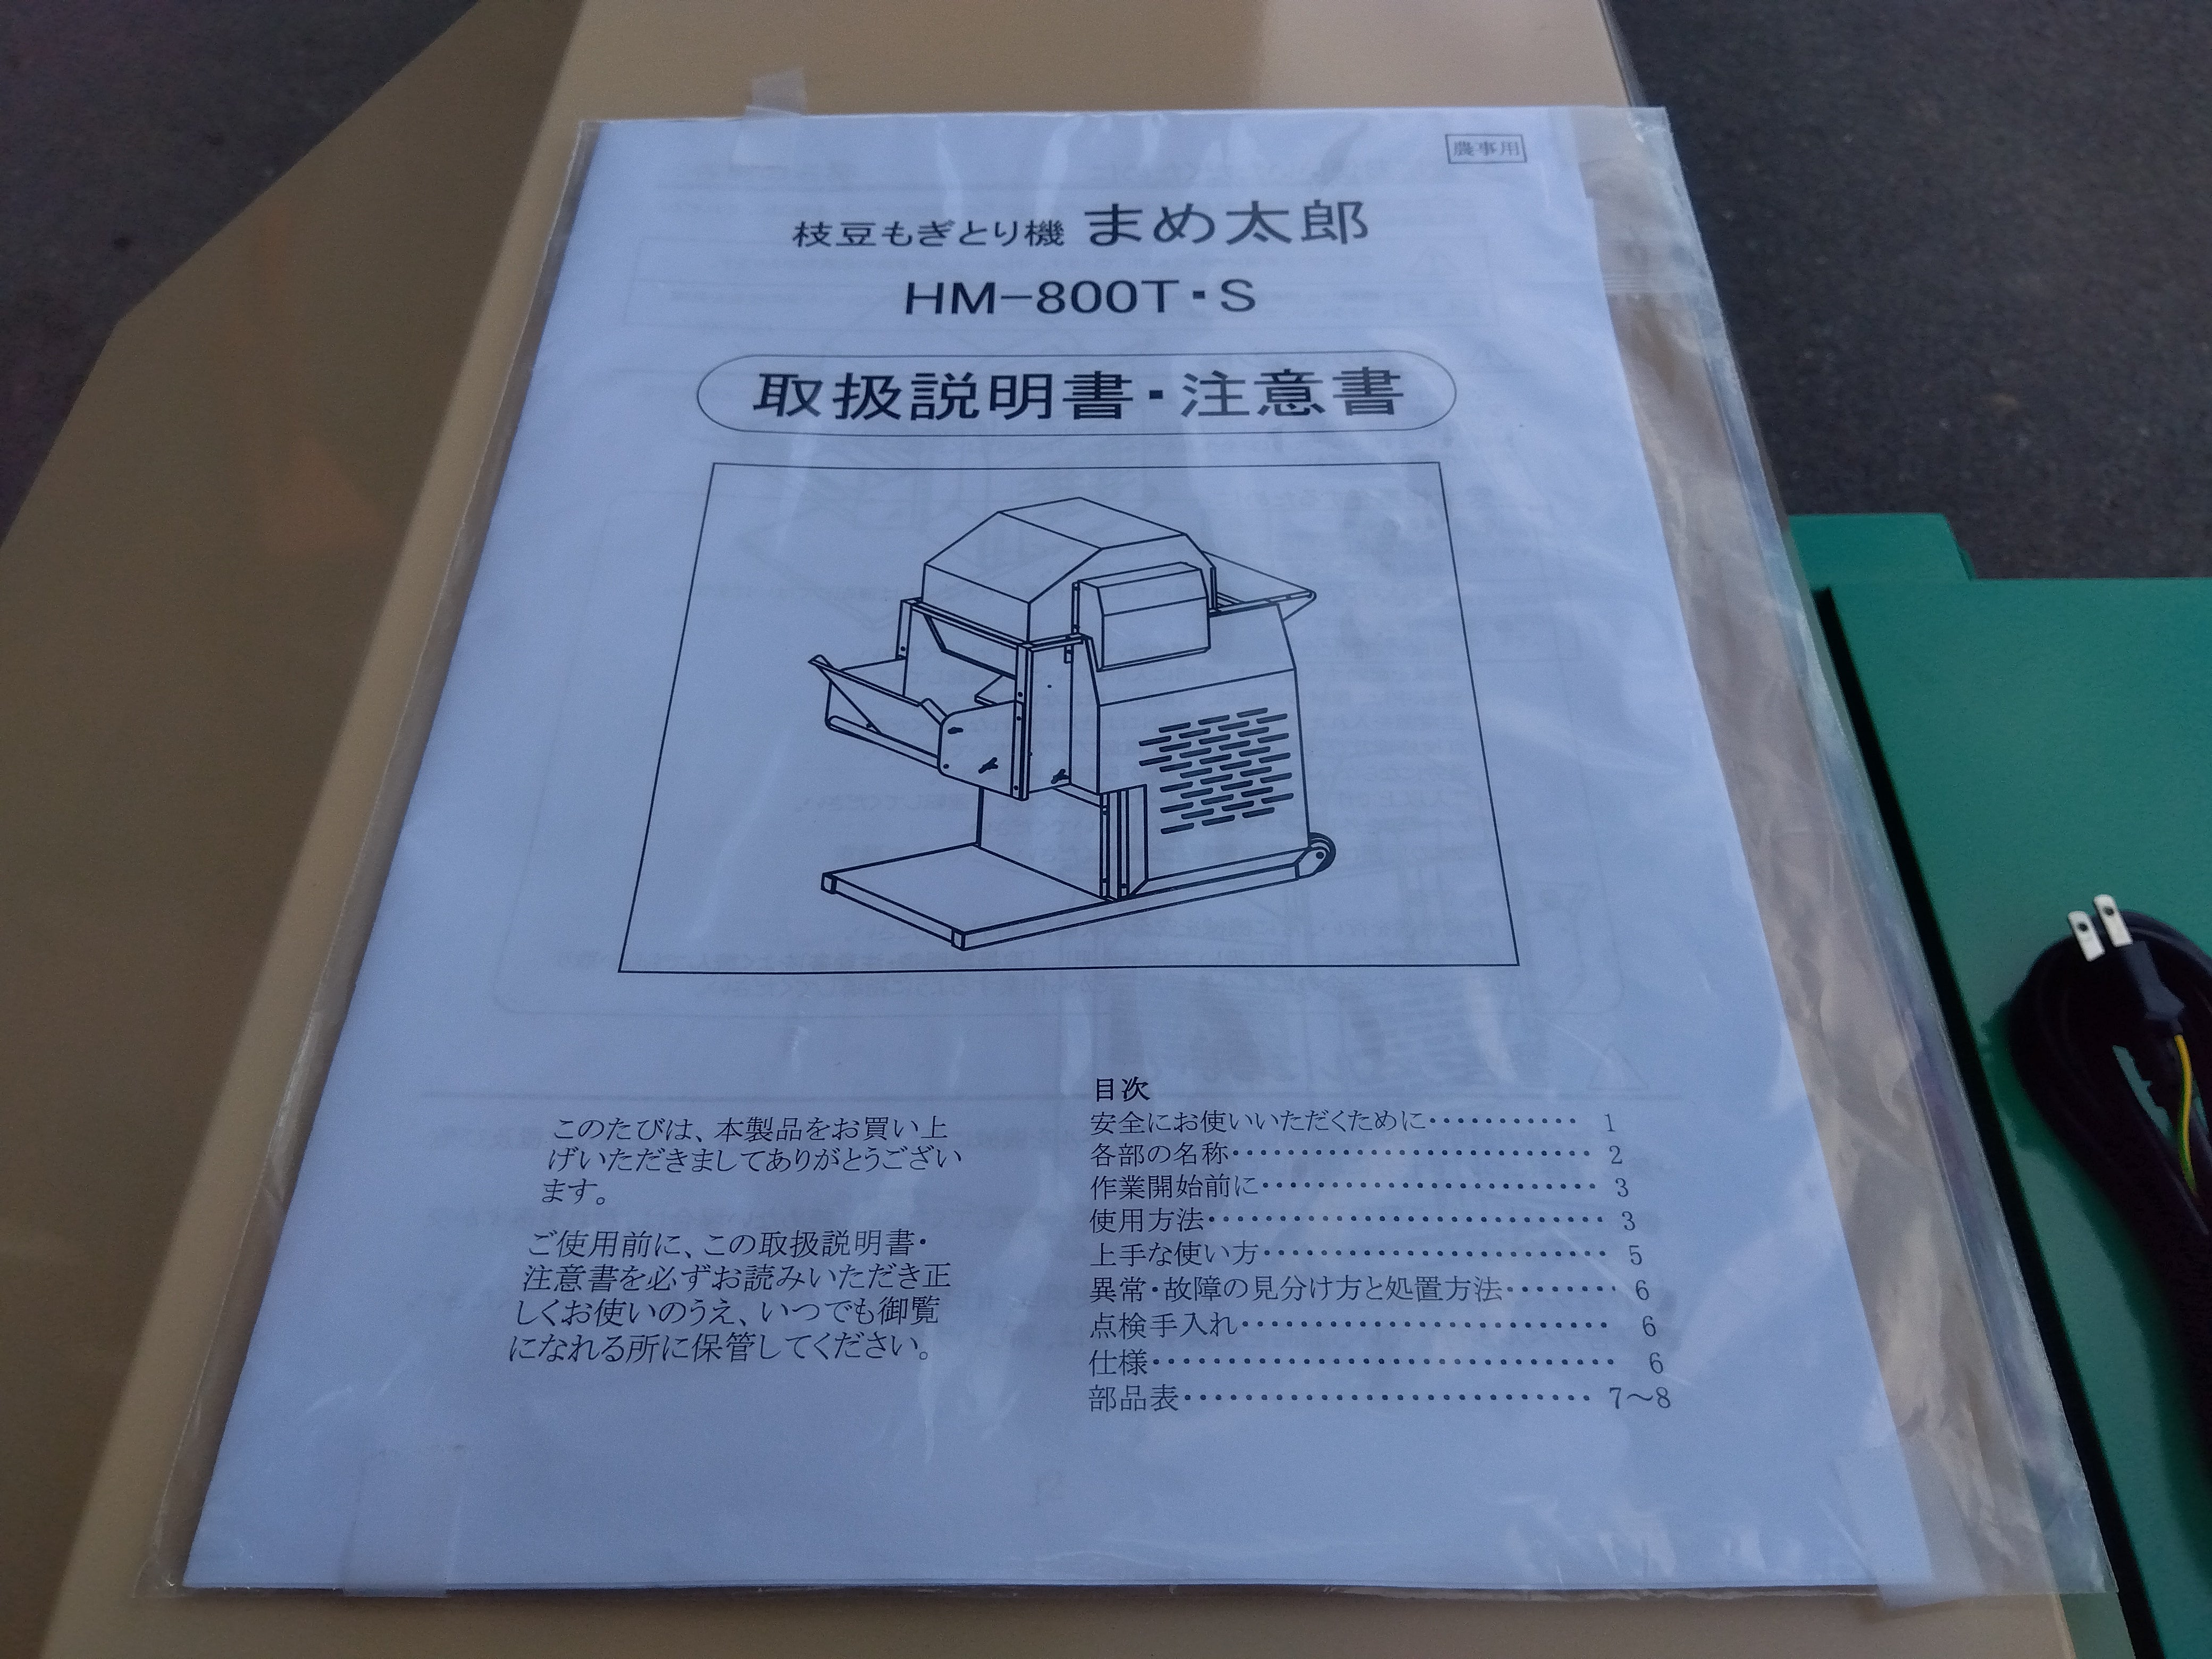 農事用
枝豆もぎとり機 まめ太郎
HM-800T・S
取扱説明書・注意書
このたびは、本製品をお買い上
げいただきましてありがとうござい
ます。
ご使用前に、この取扱説明書・
注意書を必ずお読みいただき正
しくお使いのうえ、いつでも御覧
になれる所に保管してください。
目次
安全にお使いいただくために・・・・・・・・・・・ 1
各部の名称・・・・・・・・・・・・・・・・・・・・・・・・・・ 2
作業開始前に・・・・・・・・・・・・・・・・・・・・・・・・ 3
使用方法・・・・・・・・・・・・・・・・・・・・・・・・・・・・ 3
上手な使い方・・・・・・・・・・・・・・・・・・・・・・・・ 5
異常・故障の見分け方と処置方法・・・・・・・・ 6
点検手入れ・・・・・・・・・・・・・・・・・・・・・・・・・・ 6
仕様・・・・・・・・・・・・・・・・・・・・・・・・・・・・・・・・ 6
部品表・・・・・・・・・・・・・・・・・・・・・・・・・・・・ 7～8